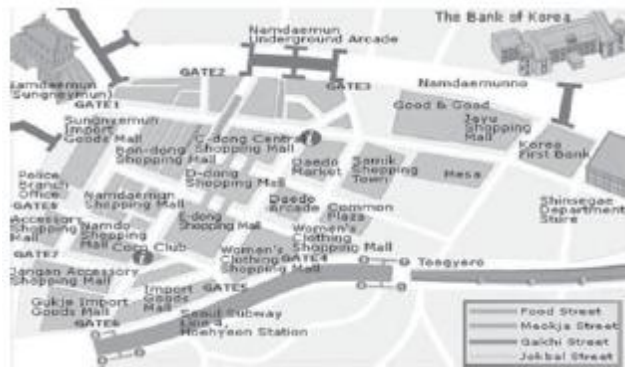 The Bank of Korea
Namdaemun
Underground Arcade
GATE2
GATE3
Namdaemunno
Namdaemun
(Sungneymun)
GATE1
Good & Good
Jayu
Shopping
Mall
Sungnyemun
Import
Goods Mall
C-dong Central
Shopping Mall
Bon-dong
Shopping Mall
Korea
First Bank
Daedo
Market
Samik
Shopping
Town
Mesa
Police
Branch
Office
D-dong
Shopping Mall
Namdaemun
Shopping Mall
Daedo
Arcade
Common
Plaza
Shinsegae
Department
Store
GATE8
Accessory
Shopping
Mall
Namdo
Shopping
Mall
E-dong
Shopping Mall
Coco Club
Women's
Clothing
Shopping Mall
Women's
Clothing
Shopping Mall
GATE7
GATE4
Tongyero
Jangan Accessory
Shopping Mall
Import
Goods
Mall
GATE5
Gukje Import
Goods Mall
GATE6
Seoul Subway
Line 4,
Hoehyeon Station
Food Street
Meokja Street
Galchi Street
Jokbal Street